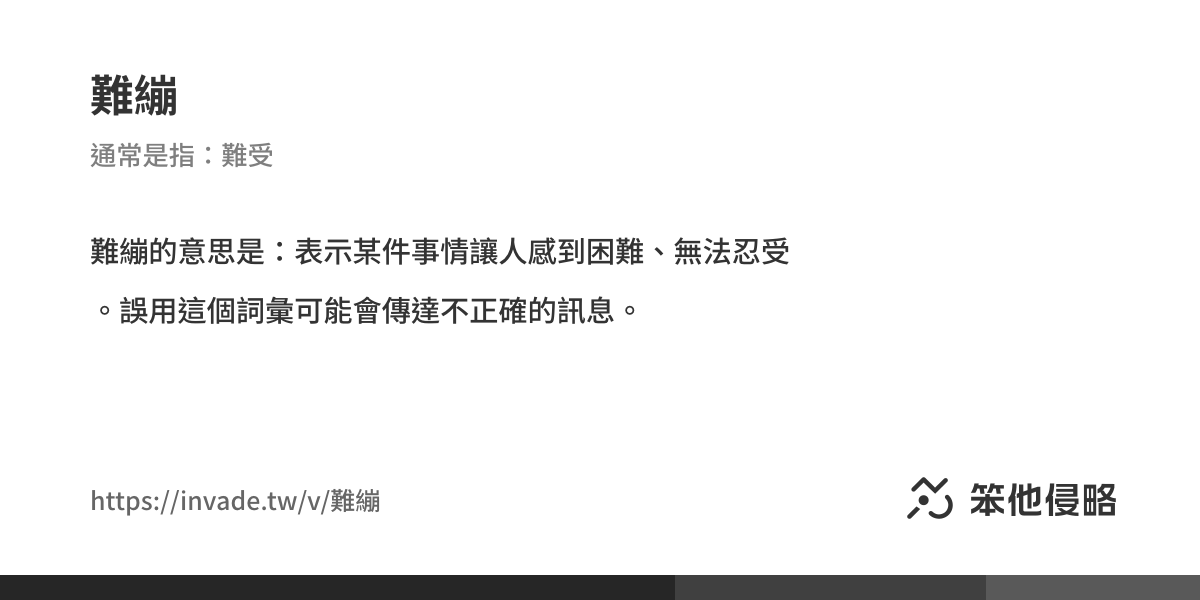 難繃
通常是指：難受
難繃的意思是：表示某件事情讓人感到困難、無法忍受
。誤用這個詞彙可能會傳達不正確的訊息。
https://invade.tw/v/難繃
笨他侵略